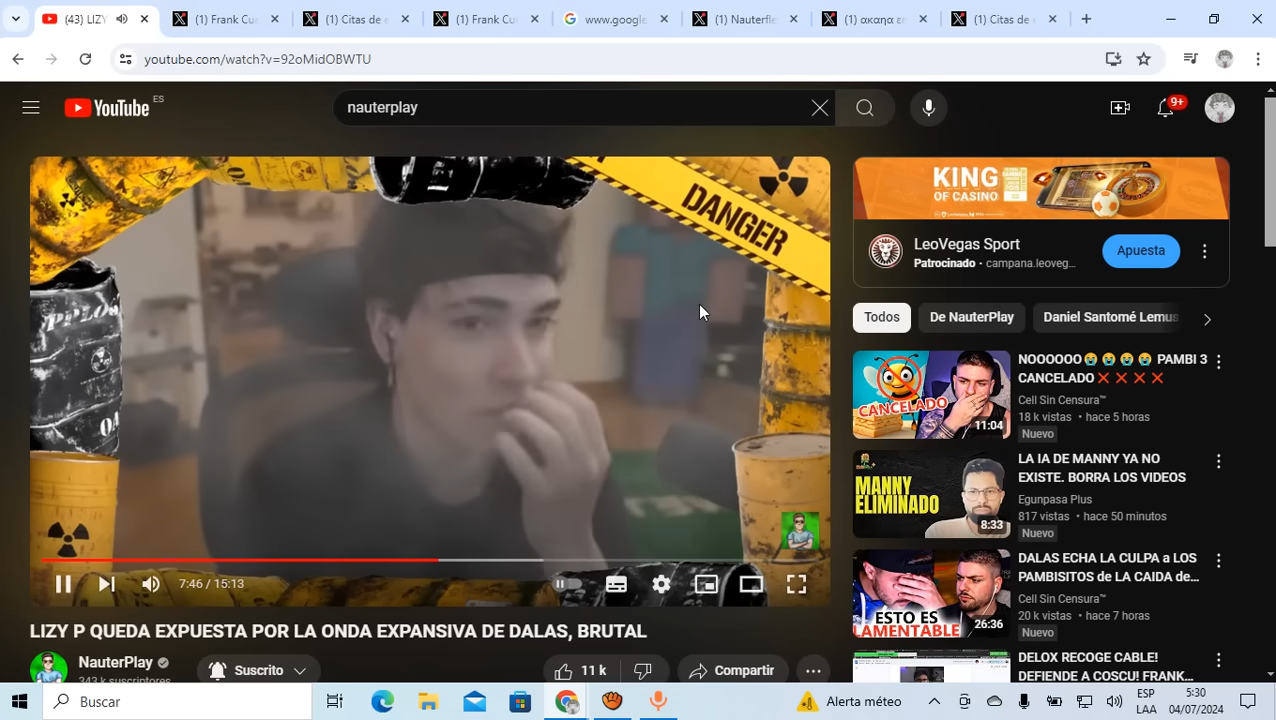 (43) LIZY
(1) Frank Cu
(1) Citas de e
(1) Frank Cu
www.google
(1) Nauterfle
(1) ακαηα ει
(1) Citas de e
youtube.com/watch?v=92oMidOBWTU
YouTube ES
nauterplay
9+
DANGER
KING
OF CASINO
LeoVegas Sport
Patrocinado • campana.leoveg...
Apuesta
Todos
De NauterPlay
Daniel Santomé Lemus
NOOOOOO😭😭😭😭 PAMBI 3
CANCELADO❌❌❌❌
Cell Sin Censura™
18 k vistas • hace 5 horas
Nuevo
CANCELADO
11:04
LA IA DE MANNY YA NO
EXISTE. BORRA LOS VIDEOS
Egunpasa Plus
817 vistas • hace 50 minutos
Nuevo
MANNY
ELIMINADO
8:33
DALAS ECHA LA CULPA a LOS
PAMBISITOS de LA CAIDA de...
Cell Sin Censura™
20 k vistas • hace 7 horas
Nuevo
ESTO ES
LAMENTABLE
26:36
DELOX RECOGE CABLE!
DEFIENDE A COSCU! FRANK
7:46 / 15:13
LIZY P QUEDA EXPUESTA POR LA ONDA EXPANSIVA DE DALAS, BRUTAL
NauterPlay
343 k suscriptores
Suscrito
11 k
Compartir
Buscar
Alerta méteo
ESP
LAA
5:30
04/07/2024